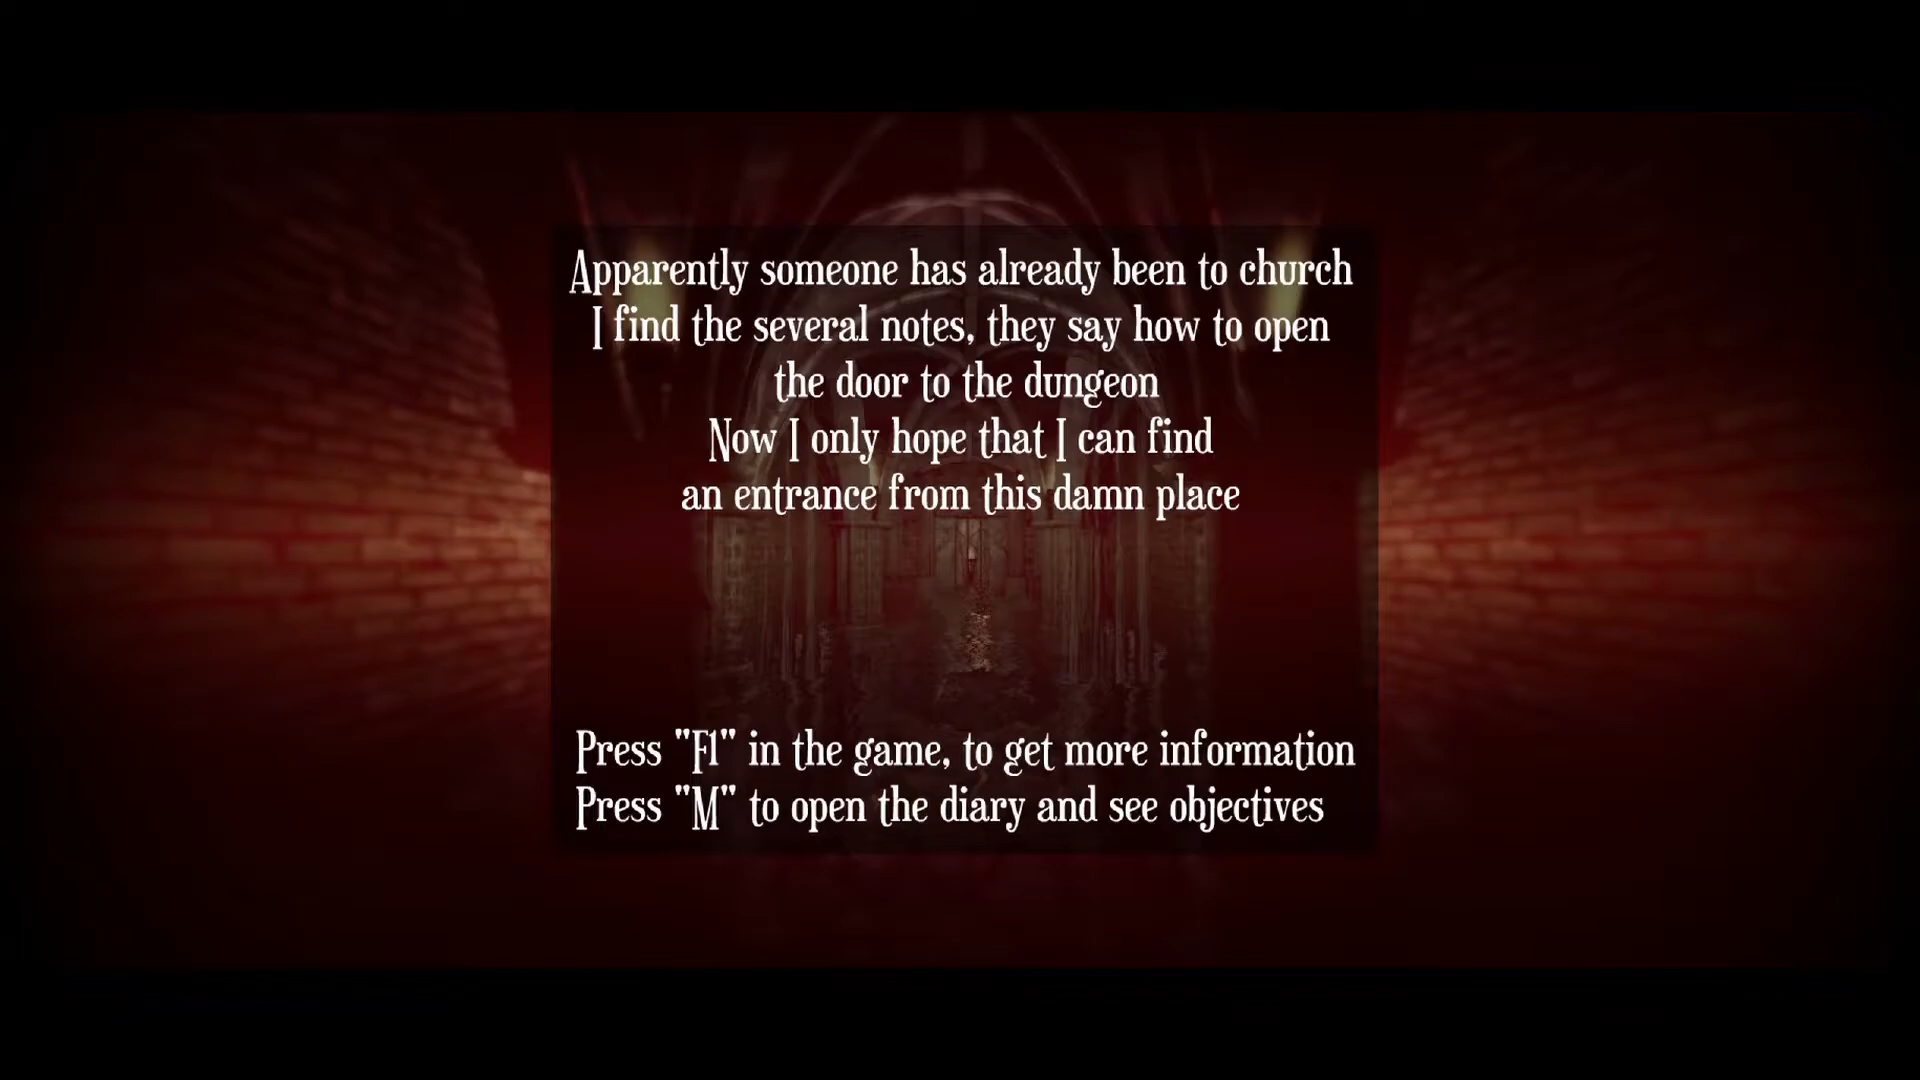 Apparently someone has already been to church
I find the several notes, they say how to open
the door to the dungeon
Now I only hope that I can find
an entrance from this damn place
Press "F1" in the game, to get more information
Press "M" to open the diary and see objectives